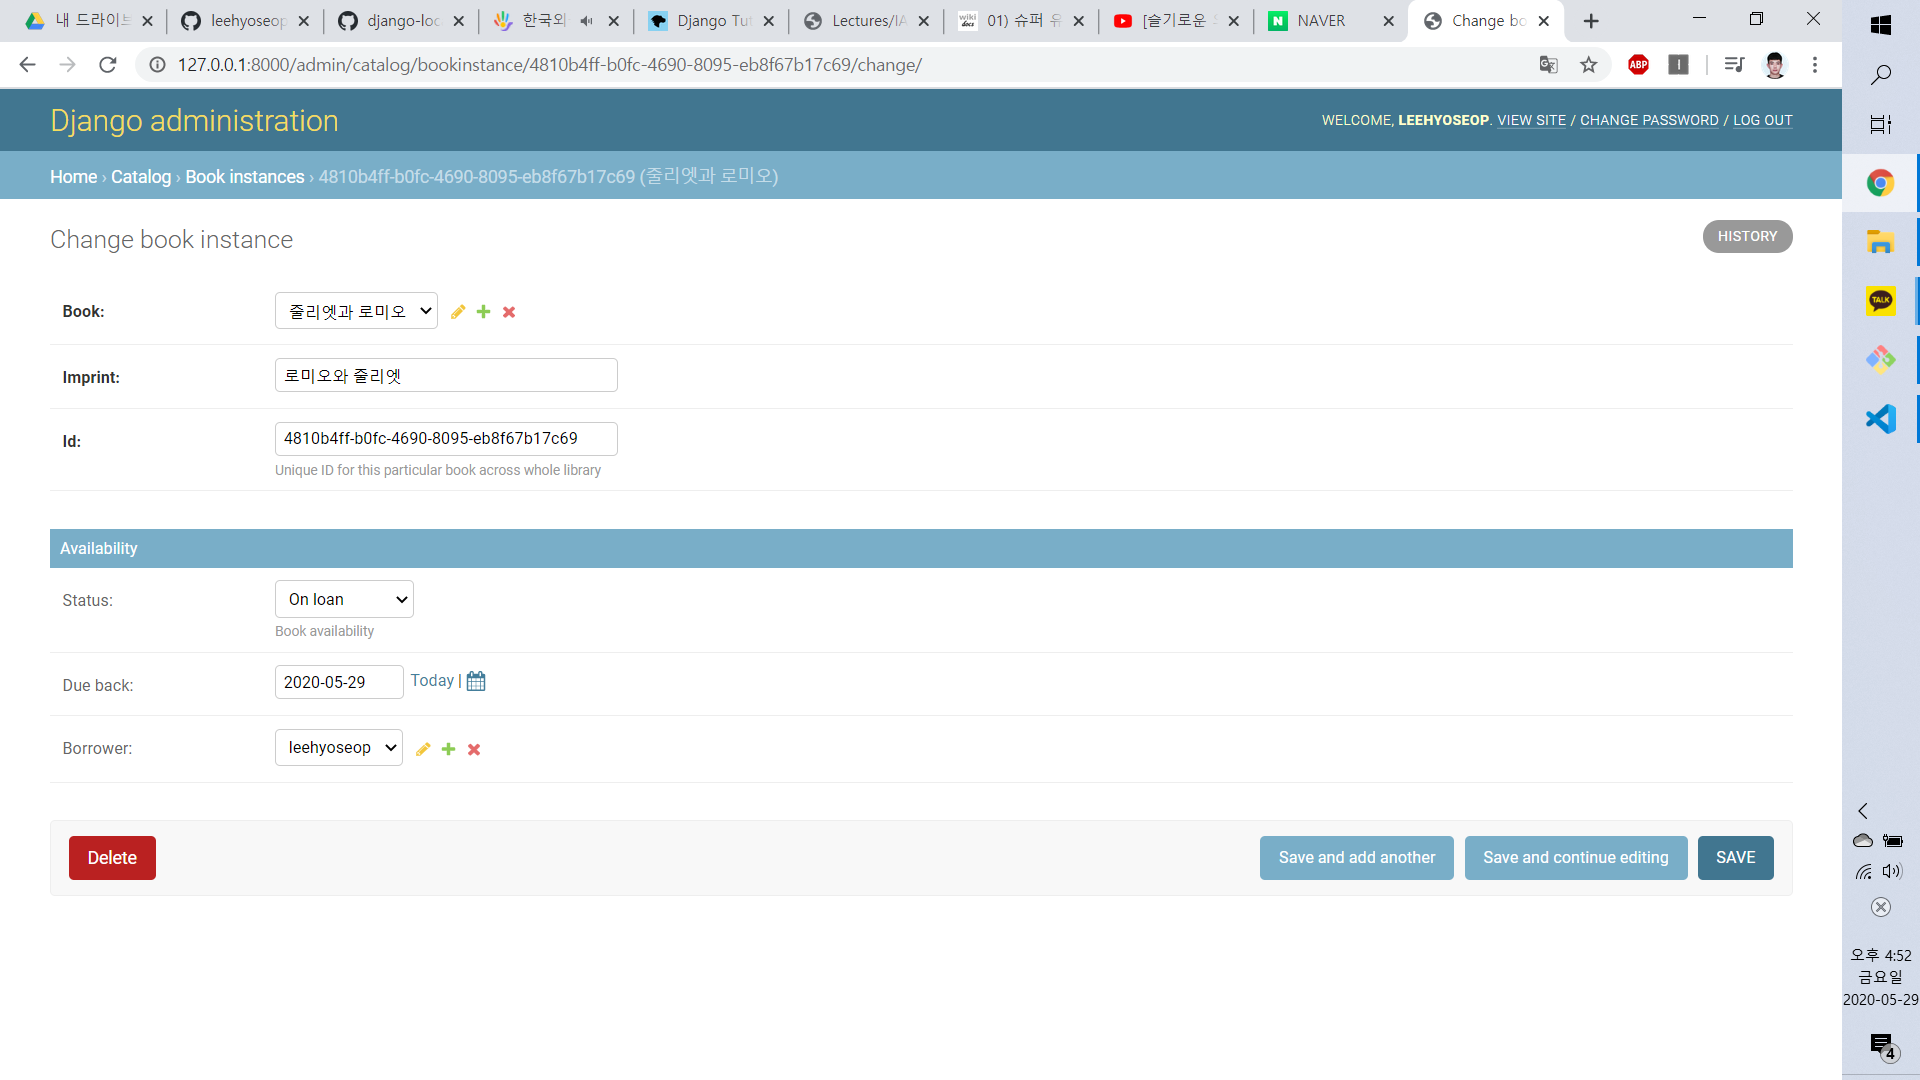 내 드라이브
leehyoseop
django-loc
한국외
Django Tut
Lectures/IA
01) 슈퍼 유
[슬기로운
NAVER
Change bo
127.0.0.1:8000/admin/catalog/bookinstance/4810b4ff-b0fc-4690-8095-eb8f67b17c69/change/
ABP
Django administration
WELCOME, LEEHYOSEOP. VIEW SITE / CHANGE PASSWORD / LOG OUT
Home › Catalog › Book instances › 4810b4ff-b0fc-4690-8095-eb8f67b17c69 (줄리엣과 로미오)
Change book instance
HISTORY
Book: 줄리엣과 로미오
Imprint: 로미오와 줄리엣
Id: 4810b4ff-b0fc-4690-8095-eb8f67b17c69
Unique ID for this particular book across whole library
Availability
Status: On loan
Book availability
Due back: 2020-05-29 Today |
Borrower: leehyoseop
Delete
Save and add another
Save and continue editing
SAVE
TALK
오후 4:52
금요일
2020-05-29
4